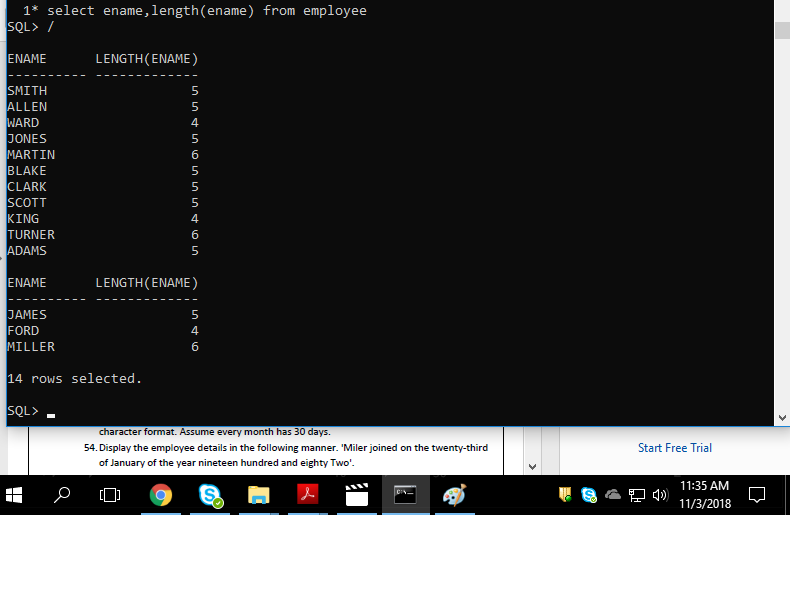 1* select ename,length(ename) from employee
SQL> /
ENAME      LENGTH(ENAME)
---------- -------------
SMITH                  5
ALLEN                  5
WARD                   4
JONES                  5
MARTIN                 6
BLAKE                  5
CLARK                  5
SCOTT                  5
KING                   4
TURNER                 6
ADAMS                  5
ENAME      LENGTH(ENAME)
---------- -------------
JAMES                  5
FORD                   4
MILLER                 6
14 rows selected.
SQL>
character format. Assume every month has 30 days.
54. Display the employee details in the following manner. 'Miler joined on the twenty-third
of January of the year nineteen hundred and eighty Two'.
Start Free Trial
11:35 AM
11/3/2018